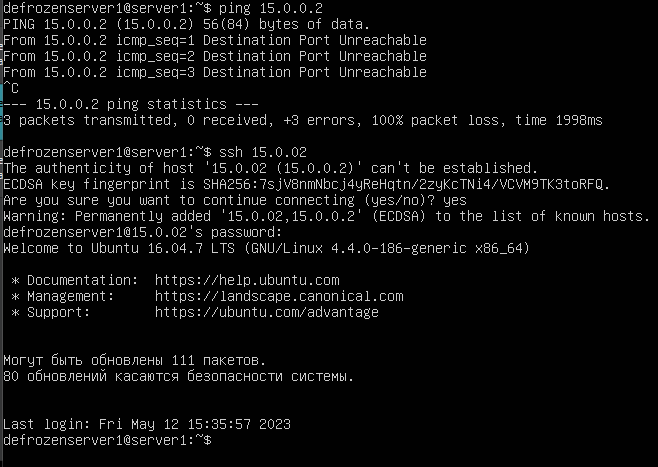 defrozenserver1@server1:~$ ping 15.0.0.2
PING 15.0.0.2 (15.0.0.2) 56(84) bytes of data.
From 15.0.0.2 icmp_seq=1 Destination Port Unreachable
From 15.0.0.2 icmp_seq=2 Destination Port Unreachable
From 15.0.0.2 icmp_seq=3 Destination Port Unreachable
^C
--- 15.0.0.2 ping statistics ---
3 packets transmitted, 0 received, +3 errors, 100% packet loss, time 1998ms
defrozenserver1@server1:~$ ssh 15.0.02
The authenticity of host '15.0.02 (15.0.0.2)' can't be established.
ECDSA key fingerprint is SHA256:7sjV8nmNbcj4yReHqtn/2zyKcTNi4/VCVM9TK3toRFQ.
Are you sure you want to continue connecting (yes/no)? yes
Warning: Permanently added '15.0.02,15.0.0.2' (ECDSA) to the list of known hosts.
defrozenserver1@15.0.02's password:
Welcome to Ubuntu 16.04.7 LTS (GNU/Linux 4.4.0-186-generic x86_64)
* Documentation:  https://help.ubuntu.com
* Management:     https://landscape.canonical.com
* Support:        https://ubuntu.com/advantage
Могут быть обновлены 111 пакетов.
80 обновлений касаются безопасности системы.
Last login: Fri May 12 15:35:57 2023
defrozenserver1@server1:~$